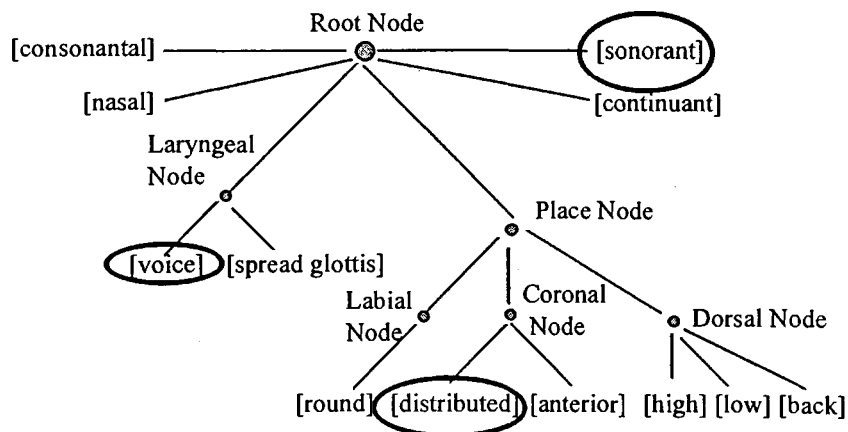 Root Node
[consonantal]
[sonorant]
[nasal]
[continuant]
Laryngeal
Node
Place Node
[voice] [spread glottis]
Labial
Node
Coronal
Node
Dorsal Node
[round] [distributed] [anterior] [high] [low] [back]